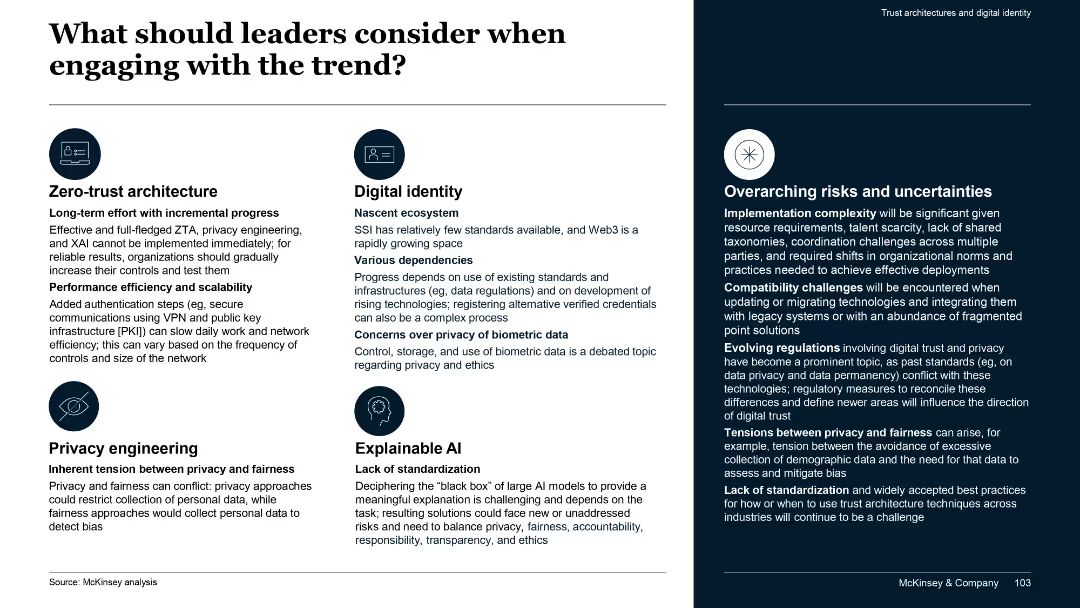 Trust architectures and digital identity
What should leaders consider when
engaging with the trend?
Zero-trust architecture
Long-term effort with incremental progress
Effective and full-fledged ZTA, privacy engineering,
and XAI cannot be implemented immediately; for
reliable results, organizations should gradually
increase their controls and test them
Performance efficiency and scalability
Added authentication steps (eg, secure
communications using VPN and public key
infrastructure [PKI]) can slow daily work and network
efficiency; this can vary based on the frequency of
controls and size of the network
Digital identity
Nascent ecosystem
SSI has relatively few standards available, and Web3 is a
rapidly growing space
Various dependencies
Progress depends on use of existing standards and
infrastructures (eg, data regulations) and on development of
rising technologies; registering alternative verified credentials
can also be a complex process
Concerns over privacy of biometric data
Control, storage, and use of biometric data is a debated topic
regarding privacy and ethics
Privacy engineering
Inherent tension between privacy and fairness
Privacy and fairness can conflict: privacy approaches
could restrict collection of personal data, while
fairness approaches would collect personal data to
detect bias
Explainable AI
Lack of standardization
Deciphering the “black box” of large AI models to provide a
meaningful explanation is challenging and depends on the
task; resulting solutions could face new or unaddressed
risks and need to balance privacy, fairness, accountability,
responsibility, transparency, and ethics
Overarching risks and uncertainties
Implementation complexity will be significant given
resource requirements, talent scarcity, lack of shared
taxonomies, coordination challenges across multiple
parties, and required shifts in organizational norms and
practices needed to achieve effective deployments
Compatibility challenges will be encountered when
updating or migrating technologies and integrating them
with legacy systems or with an abundance of fragmented
point solutions
Evolving regulations involving digital trust and privacy
have become a prominent topic, as past standards (eg, on
data privacy and data permanency) conflict with these
technologies; regulatory measures to reconcile these
differences and define newer areas will influence the direction
of digital trust
Tensions between privacy and fairness can arise, for
example, tension between the avoidance of excessive
collection of demographic data and the need for that data to
assess and mitigate bias
Lack of standardization and widely accepted best practices
for how or when to use trust architecture techniques across
industries will continue to be a challenge
Source: McKinsey analysis
McKinsey & Company 103